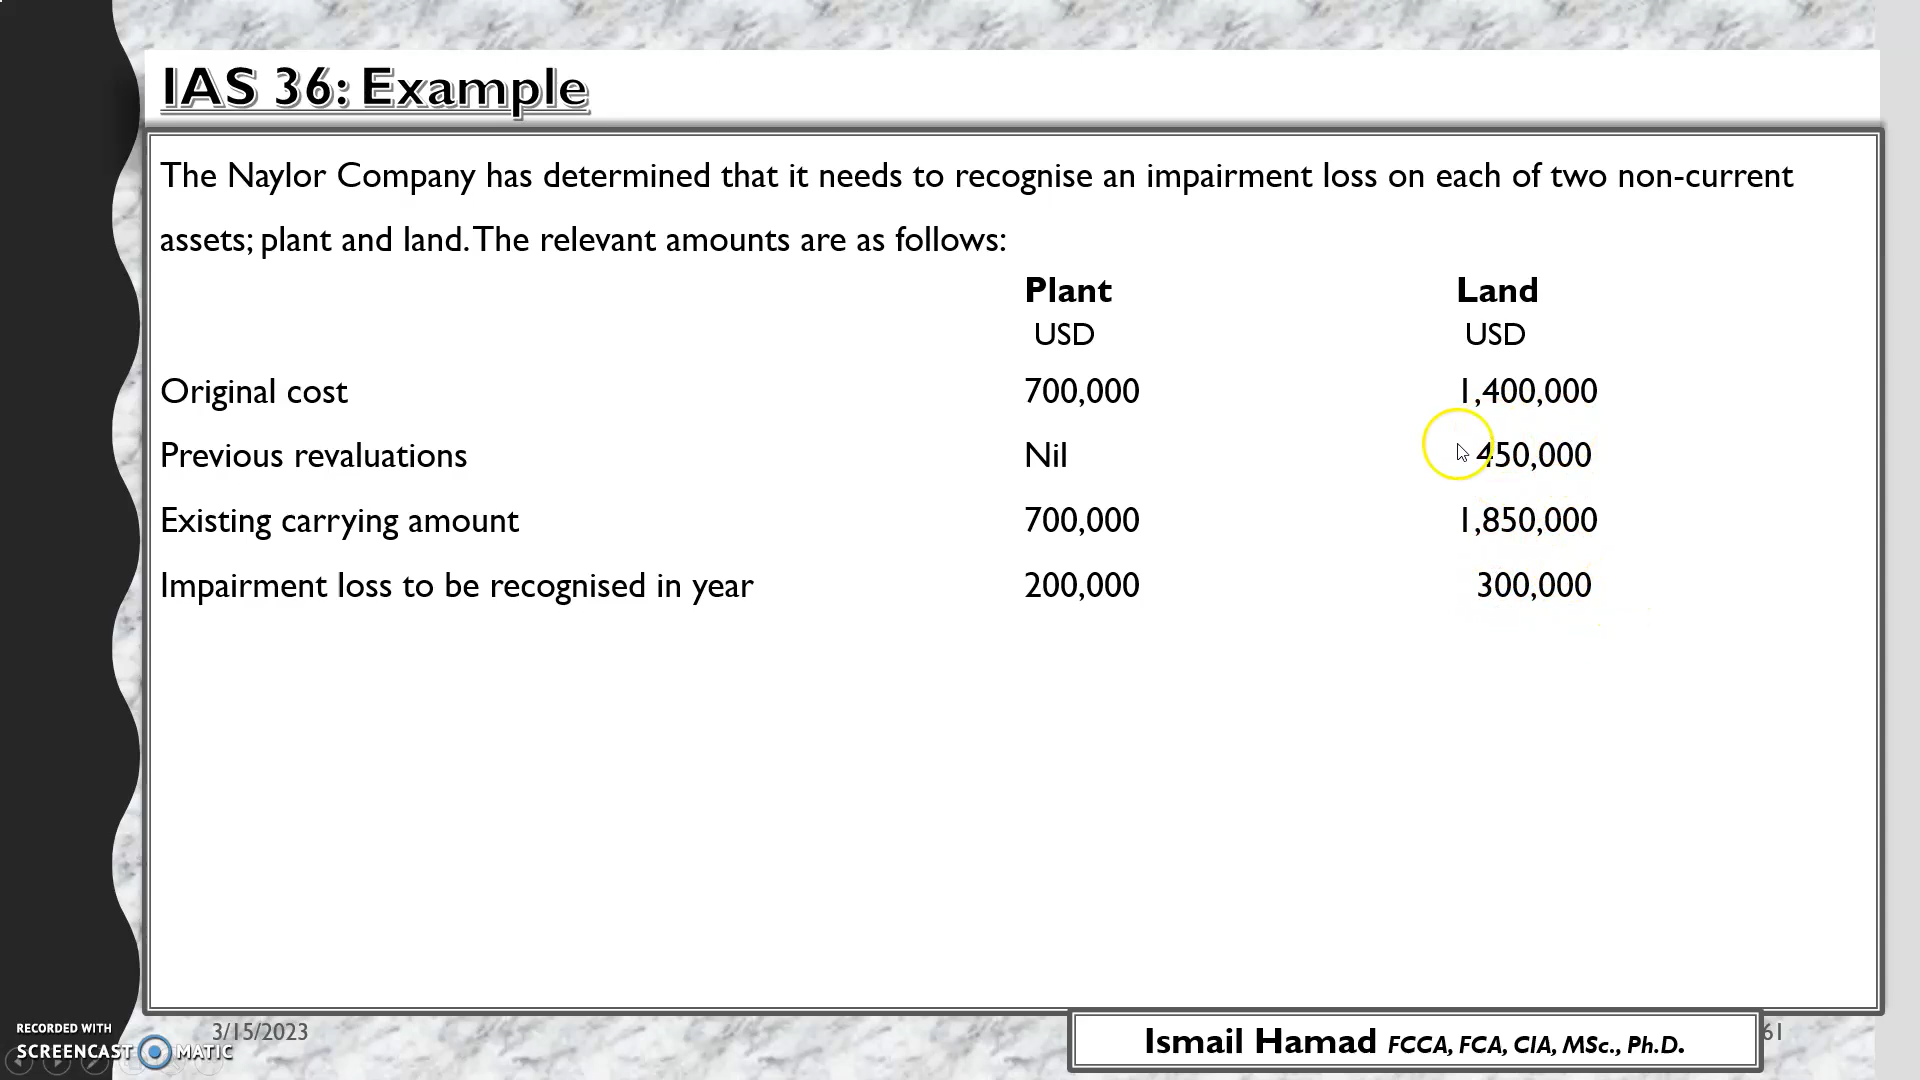 IAS 36: Example
The Naylor Company has determined that it needs to recognise an impairment loss on each of two non-current
assets; plant and land. The relevant amounts are as follows:
Plant Land
USD USD
Original cost 700,000 1,400,000
Previous revaluations Nil 450,000
Existing carrying amount 700,000 1,850,000
Impairment loss to be recognised in year 200,000 300,000
RECORDED WITH
SCREENCAST MATIC
3/15/2023
Ismail Hamad FCCA, FCA, CIA, MSc., Ph.D.
61